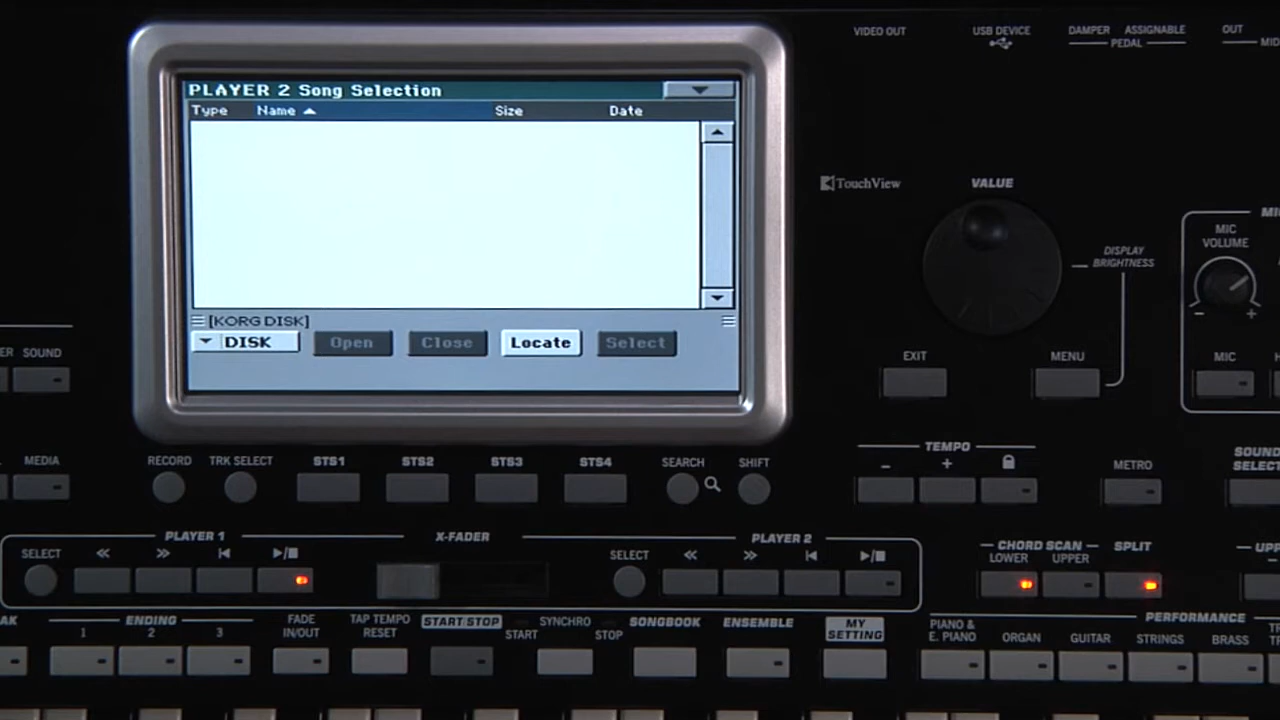 VIDEO OUT
USB DEVICE
DAMPER ASSIGNABLE
PEDAL
OUT
PLAYER 2 Song Selection
Type Name Size Date
[KORG DISK]
DISK Open Close Locate Select
TouchView
VALUE
DISPLAY
BRIGHTNESS
MIC
VOLUME
- +
EXIT
MENU
MIC
SOUND
MEDIA
RECORD
TRK SELECT
STS1
STS2
STS3
STS4
SEARCH
SHIFT
TEMPO
- +
METRO
SOUND
SELECT
PLAYER 1
X-FADER
PLAYER 2
SELECT
SELECT
CHORD SCAN
LOWER UPPER
SPLIT
ENDING
1 2 3
FADE
IN/OUT
TAP TEMPO
RESET
START STOP
SYNCHRO
START STOP
SONGBOOK
ENSEMBLE
MY
SETTING
PERFORMANCE
PIANO &
E. PIANO
ORGAN
GUITAR
STRINGS
BRASS